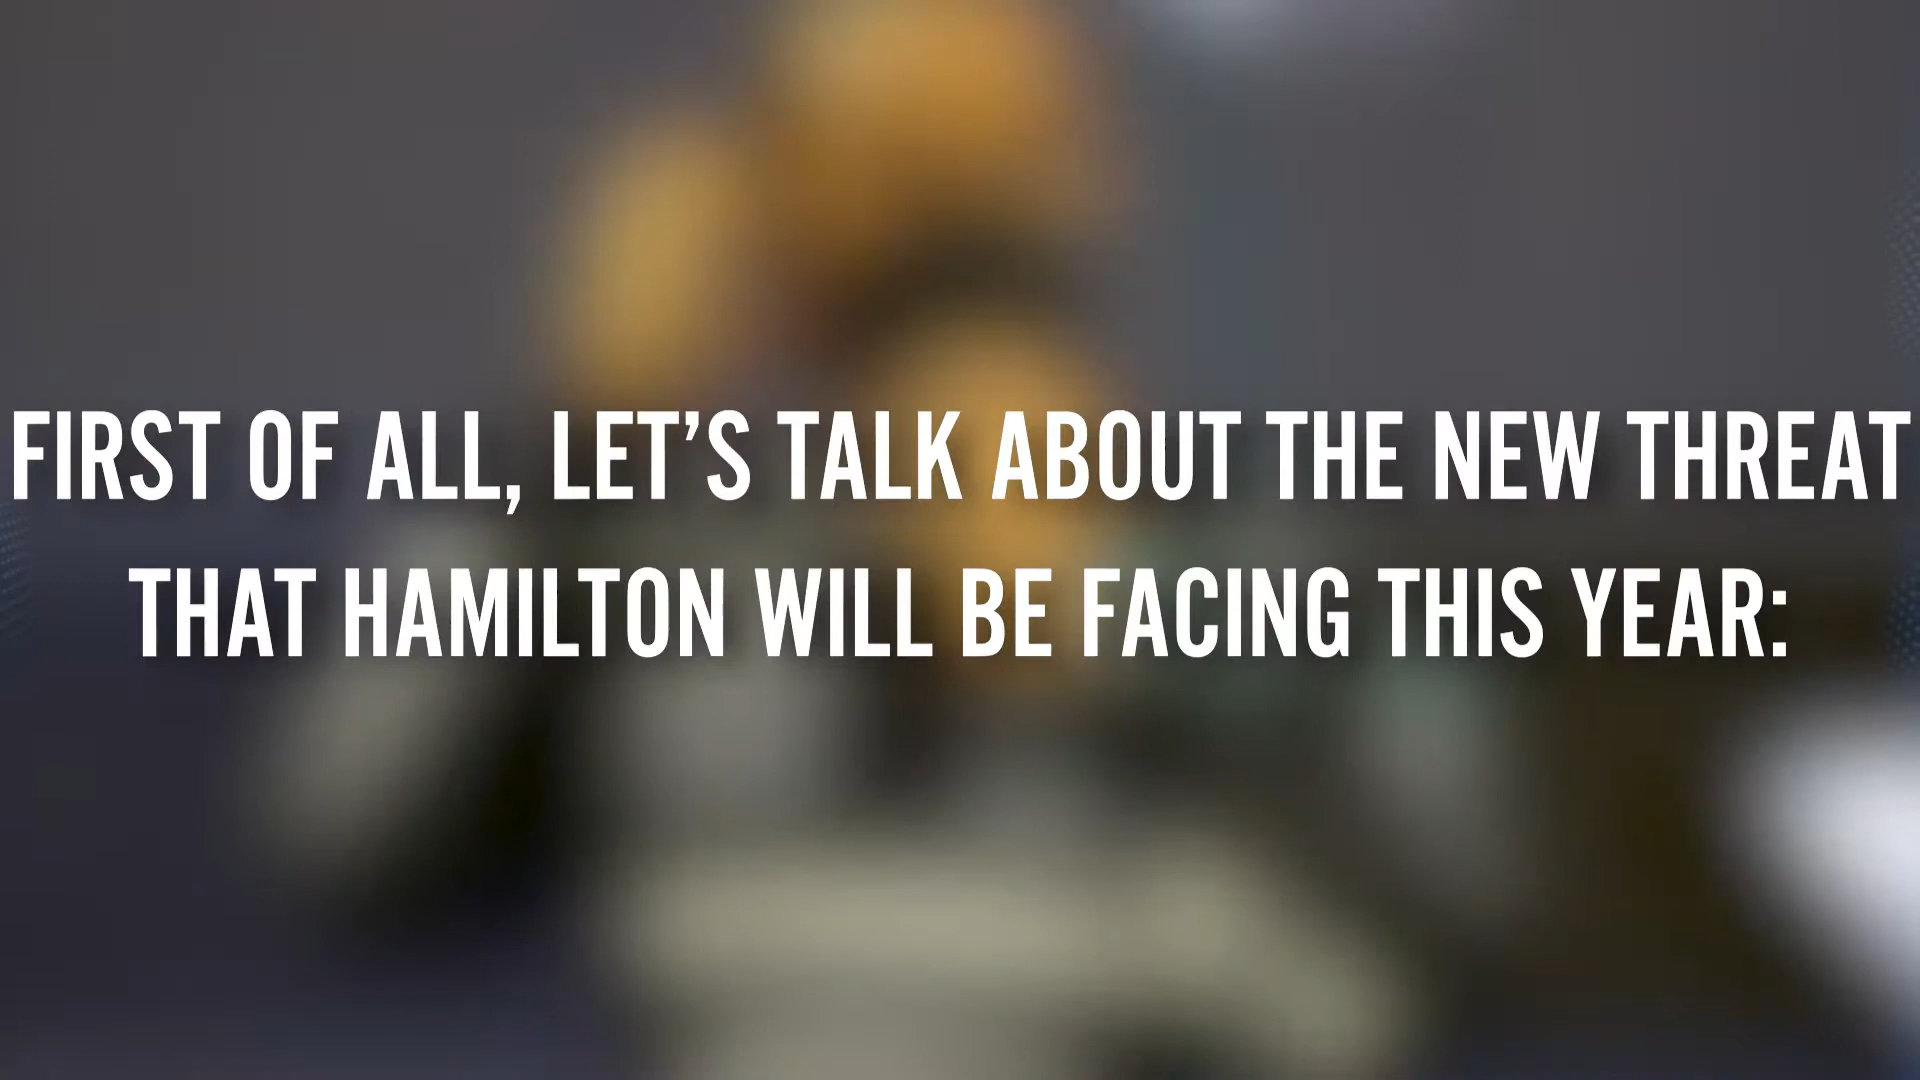 FIRST OF ALL, LET’S TALK ABOUT THE NEW THREAT
THAT HAMILTON WILL BE FACING THIS YEAR: